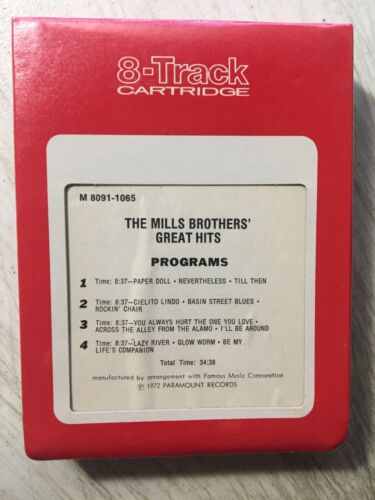 8-Track
CARTRIDGE
M 8091-1065
THE MILLS BROTHERS'
GREAT HITS
PROGRAMS
1 Time: 8:37—PAPER DOLL • NEVERTHELESS • TILL THEN
2 Time: 8:37—CIELITO LINDO • BASIN STREET BLUES •
ROCKIN' CHAIR
3 Time: 8:37—YOU ALWAYS HURT THE ONE YOU LOVE •
ACROSS THE ALLEY FROM THE ALAMO • I'LL BE AROUND
4 Time: 8:37—LAZY RIVER • GLOW WORM • BE MY
LIFE'S COMPANION
Total Time: 34:38
manufactured by arrangement with Famous Music Corporation
Ⓟ 1972 PARAMOUNT RECORDS